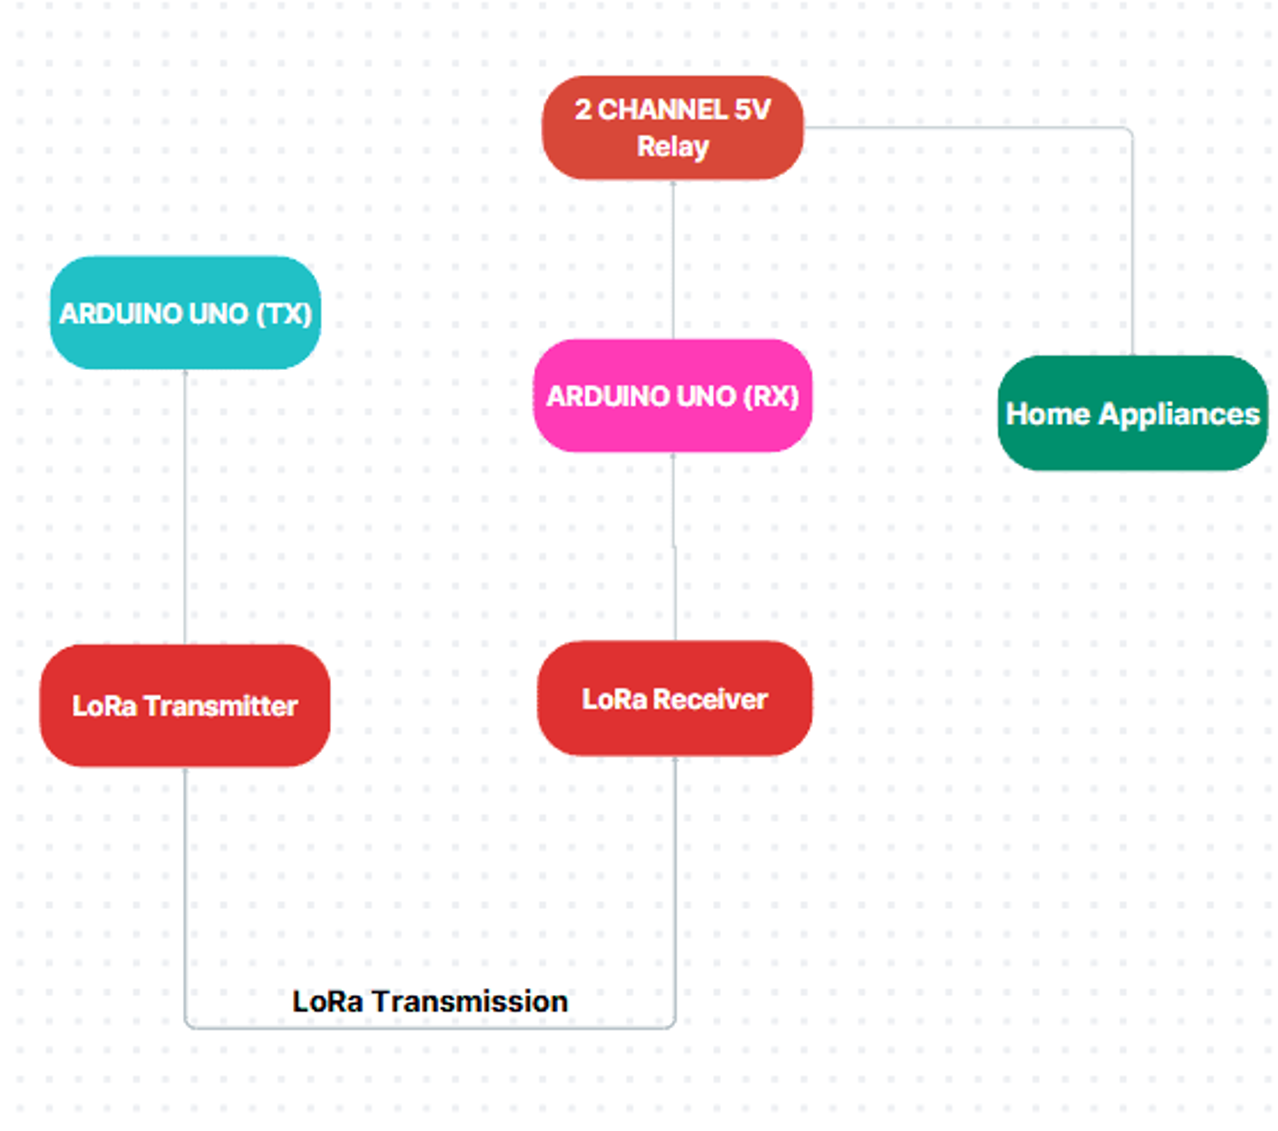 2 CHANNEL 5V
Relay
ARDUINO UNO (TX)
ARDUINO UNO (RX)
Home Appliances
LoRa Transmitter
LoRa Receiver
LoRa Transmission